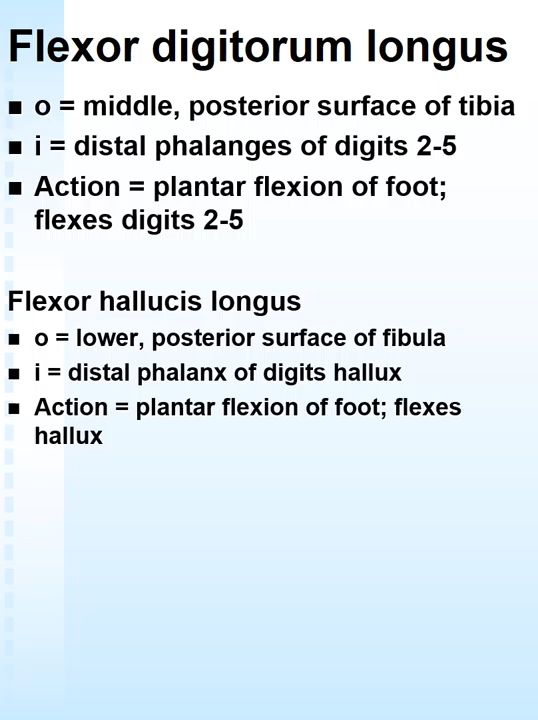 Flexor digitorum longus
■ o = middle, posterior surface of tibia
■ i = distal phalanges of digits 2-5
■ Action = plantar flexion of foot;
flexes digits 2-5
Flexor hallucis longus
■ o = lower, posterior surface of fibula
■ i = distal phalanx of digits hallux
■ Action = plantar flexion of foot; flexes
hallux